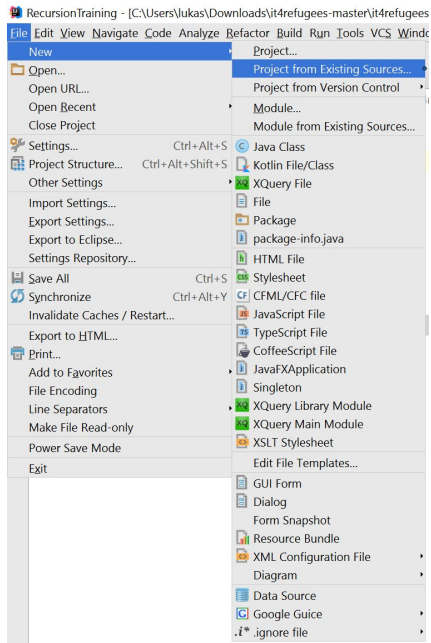 RecursionTraining - [C:\Users\lukas\Downloads\it4refugees-master\it4refugees
File Edit View Navigate Code Analyze Refactor Build Run Tools VCS Windo
New
Open...
Open URL...
Open Recent
Close Project
Settings... Ctrl+Alt+S
Project Structure... Ctrl+Alt+Shift+S
Other Settings
Import Settings...
Export Settings...
Export to Eclipse...
Settings Repository...
Save All Ctrl+S
Synchronize Ctrl+Alt+Y
Invalidate Caches / Restart...
Export to HTML...
Print...
Add to Favorites
File Encoding
Line Separators
Make File Read-only
Power Save Mode
Exit
Project...
Project from Existing Sources...
Project from Version Control
Module...
Module from Existing Sources...
Java Class
Kotlin File/Class
XQuery File
File
Package
package-info.java
HTML File
Stylesheet
CFML/CFC file
JavaScript File
TypeScript File
CoffeeScript File
JavaFXApplication
Singleton
XQuery Library Module
XQuery Main Module
XSLT Stylesheet
Edit File Templates...
GUI Form
Dialog
Form Snapshot
Resource Bundle
XML Configuration File
Diagram
Data Source
Google Guice
.i* .ignore file